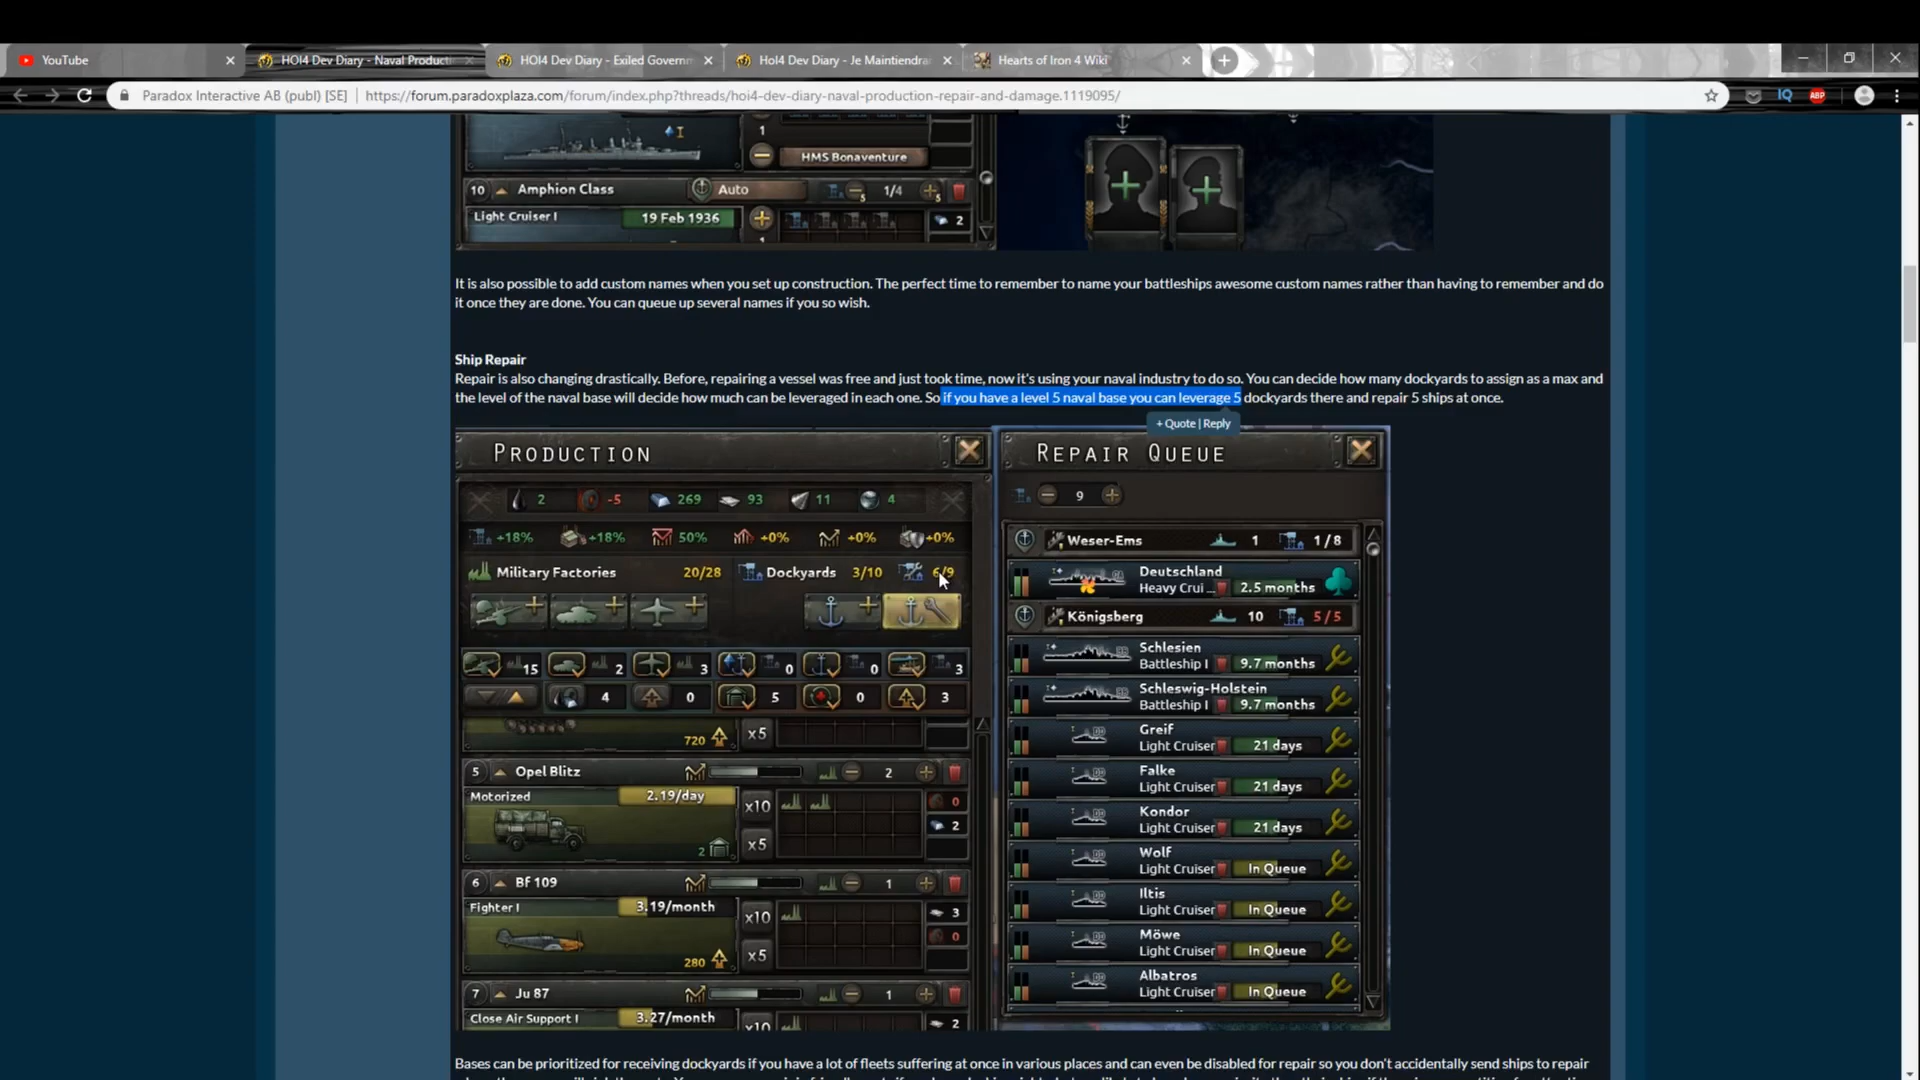 YouTube
HOI4 Dev Diary - Naval Producti
HOI4 Dev Diary - Exiled Governm
HoI4 Dev Diary - Je Maintiendra
Hearts of Iron 4 Wiki
Paradox Interactive AB (publ) [SE]
https://forum.paradoxplaza.com/forum/index.php?threads/hoi4-dev-diary-naval-production-repair-and-damage.1119095/
IQ
ABP
I
1
HMS Bonaventure
10 Amphion Class Auto 5 1/4 5
Light Cruiser I 19 Feb 1936 2
1
It is also possible to add custom names when you set up construction. The perfect time to remember to name your battleships awesome custom names rather than having to remember and do
it once they are done. You can queue up several names if you so wish.
Ship Repair
Repair is also changing drastically. Before, repairing a vessel was free and just took time, now it's using your naval industry to do so. You can decide how many dockyards to assign as a max and
the level of the naval base will decide how much can be leveraged in each one. So if you have a level 5 naval base you can leverage 5 dockyards there and repair 5 ships at once.
+ Quote | Reply
PRODUCTION
2 -5 269 93 11 4
+18% +18% 50% +0% +0% +0%
Military Factories 20/28 Dockyards 3/10 6/9
15 2 3 0 0 3
4 0 5 0 3
720 x5
5 Opel Blitz 2
Motorized 2.19/day x10 0
2
2 x5
6 Bf 109 1
Fighter I 3.19/month x10 3
0
280 x5
7 Ju 87 1
Close Air Support I 3.27/month x10 2
REPAIR QUEUE
9
Weser-Ems 1 1/8
Deutschland
Heavy Crui ... 2.5 months
Königsberg 10 5/5
Schlesien
Battleship I 9.7 months
Schleswig-Holstein
Battleship I 9.7 months
Greif
Light Cruiser 21 days
Falke
Light Cruiser 21 days
Kondor
Light Cruiser 21 days
Wolf
Light Cruiser In Queue
Iltis
Light Cruiser In Queue
Möwe
Light Cruiser In Queue
Albatros
Light Cruiser In Queue
Bases can be prioritized for receiving dockyards if you have a lot of fleets suffering at once in various places and can even be disabled for repair so you don't accidentally send ships to repair